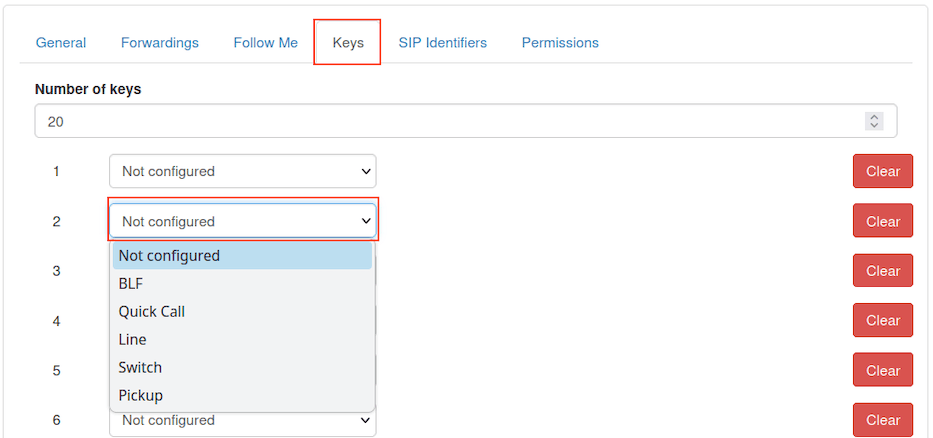 General Forwardings Follow Me Keys SIP Identifiers Permissions
Number of keys
20
1 Not configured Clear
2 Not configured Clear
Not configured
BLF
3 Clear
Quick Call
4 Clear
Line
Switch
5 Clear
Pickup
6 Not configured Clear